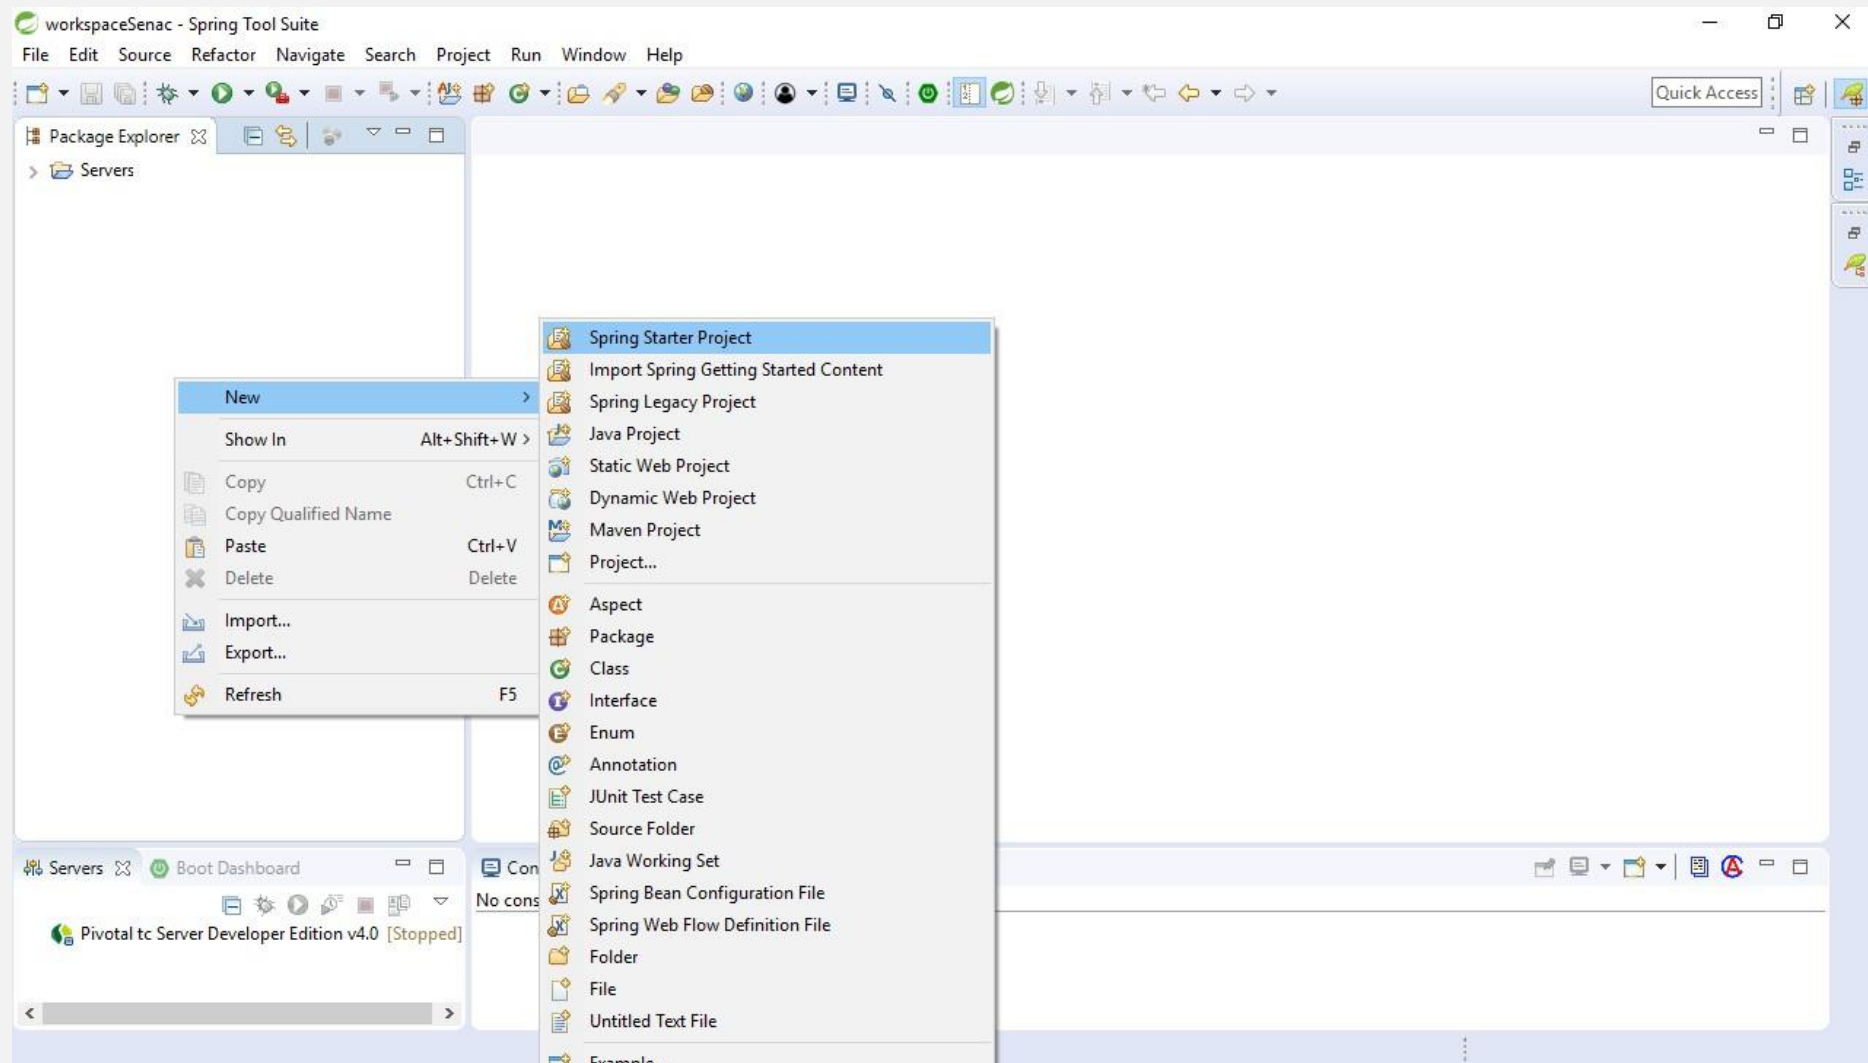 workspaceSenac - Spring Tool Suite
File Edit Source Refactor Navigate Search Project Run Window Help
Quick Access
Package Explorer
Servers
New
Show In Alt+Shift+W
Copy Ctrl+C
Copy Qualified Name
Paste Ctrl+V
Delete Delete
Import...
Export...
Refresh F5
Spring Starter Project
Import Spring Getting Started Content
Spring Legacy Project
Java Project
Static Web Project
Dynamic Web Project
Maven Project
Project...
Aspect
Package
Class
Interface
Enum
Annotation
JUnit Test Case
Source Folder
Java Working Set
Spring Bean Configuration File
Spring Web Flow Definition File
Folder
File
Untitled Text File
Servers Boot Dashboard
Pivotal tc Server Developer Edition v4.0 [Stopped]
Con
No cons